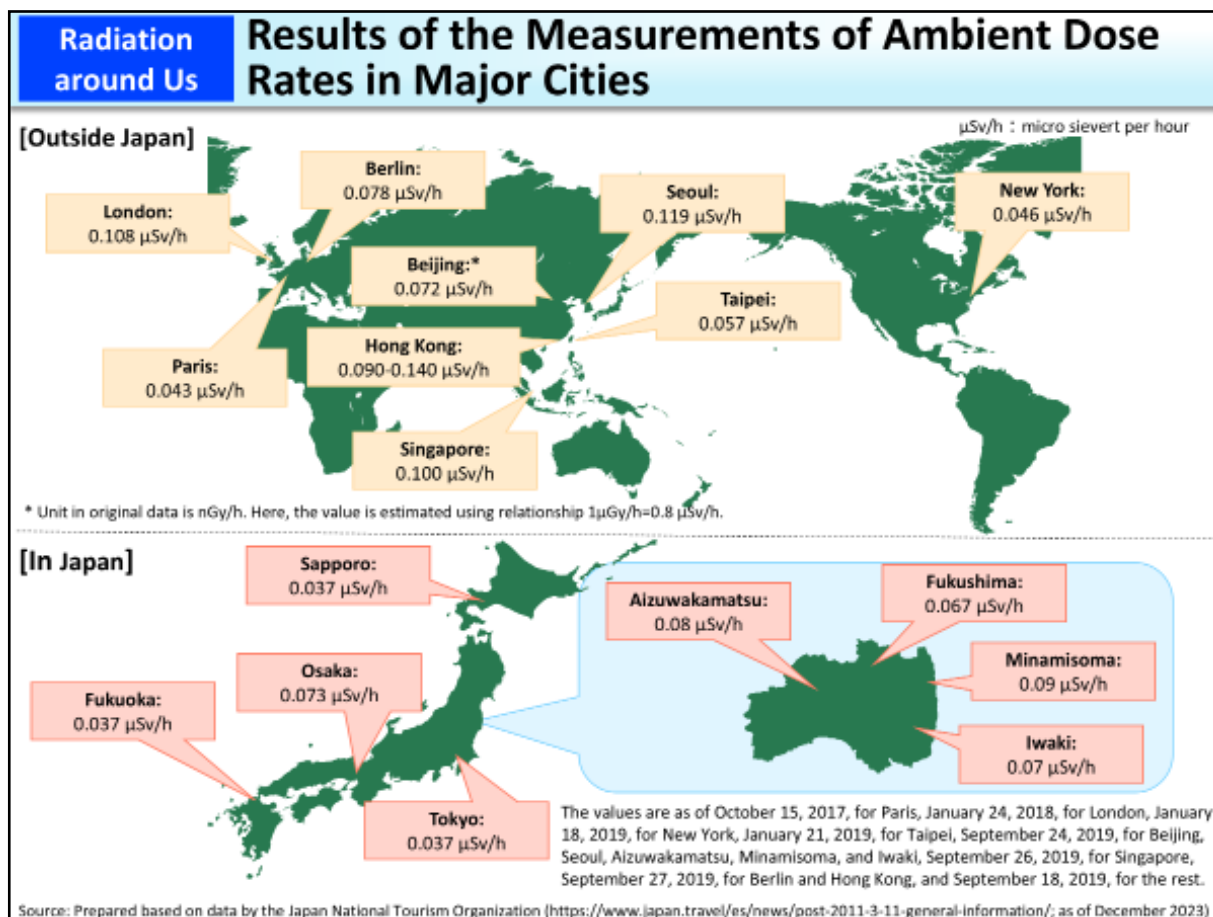 Radiation
around Us
Results of the Measurements of Ambient Dose
Rates in Major Cities
[Outside Japan]
μSv/h : micro sievert per hour
Berlin:
0.078 μSv/h
London:
0.108 μSv/h
Seoul:
0.119 μSv/h
New York:
0.046 μSv/h
Beijing:*
0.072 μSv/h
Taipei:
0.057 μSv/h
Hong Kong:
0.090-0.140 μSv/h
Paris:
0.043 μSv/h
Singapore:
0.100 μSv/h
* Unit in original data is nGy/h. Here, the value is estimated using relationship 1μGy/h=0.8 μSv/h.
[In Japan]
Sapporo:
0.037 μSv/h
Fukushima:
0.067 μSv/h
Aizuwakamatsu:
0.08 μSv/h
Osaka:
0.073 μSv/h
Minamisoma:
0.09 μSv/h
Fukuoka:
0.037 μSv/h
Iwaki:
0.07 μSv/h
Tokyo:
0.037 μSv/h
The values are as of October 15, 2017, for Paris, January 24, 2018, for London, January
18, 2019, for New York, January 21, 2019, for Taipei, September 24, 2019, for Beijing,
Seoul, Aizuwakamatsu, Minamisoma, and Iwaki, September 26, 2019, for Singapore,
September 27, 2019, for Berlin and Hong Kong, and September 18, 2019, for the rest.
Source: Prepared based on data by the Japan National Tourism Organization (https://www.japan.travel/es/news/post-2011-3-11-general-information/; as of December 2023)